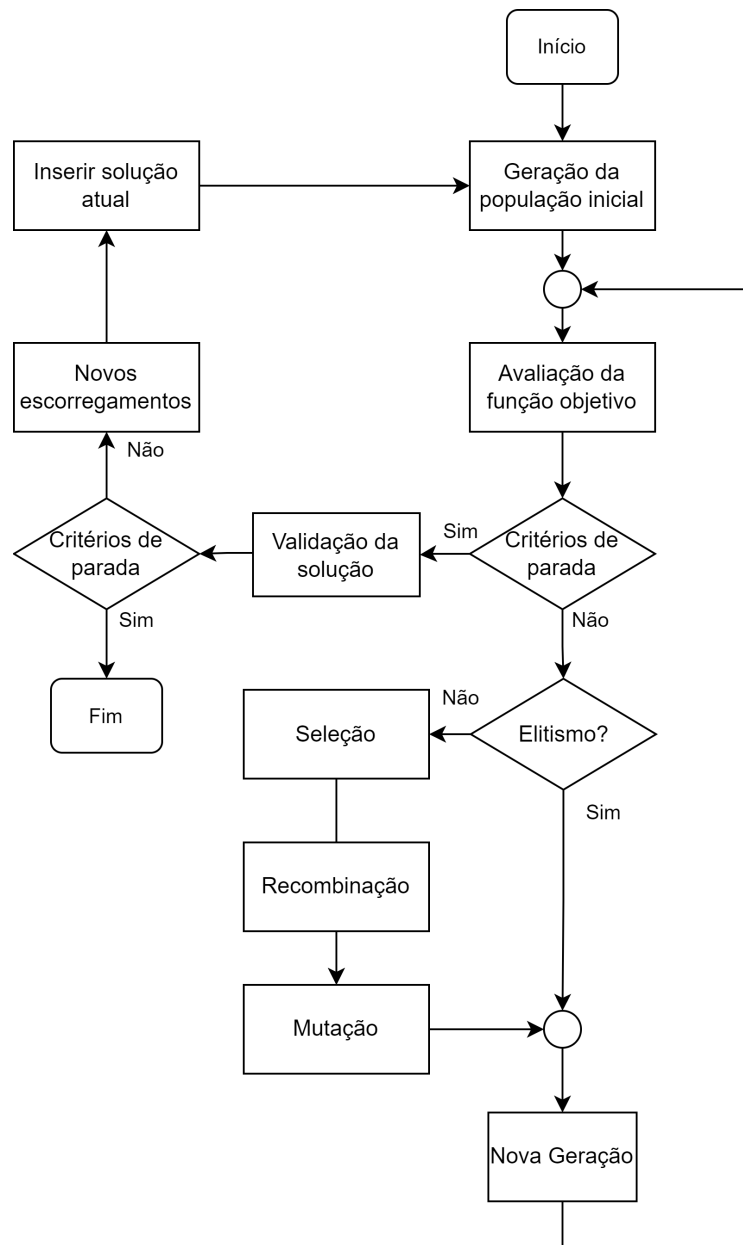 Início
Inserir solução
atual
Geração da
população inicial
Novos
escorregamentos
Avaliação da
função objetivo
Não
Critérios de
parada
Validação da
solução
Sim
Critérios de
parada
Sim
Não
Fim
Seleção
Não
Elitismo?
Sim
Recombinação
Mutação
Nova Geração